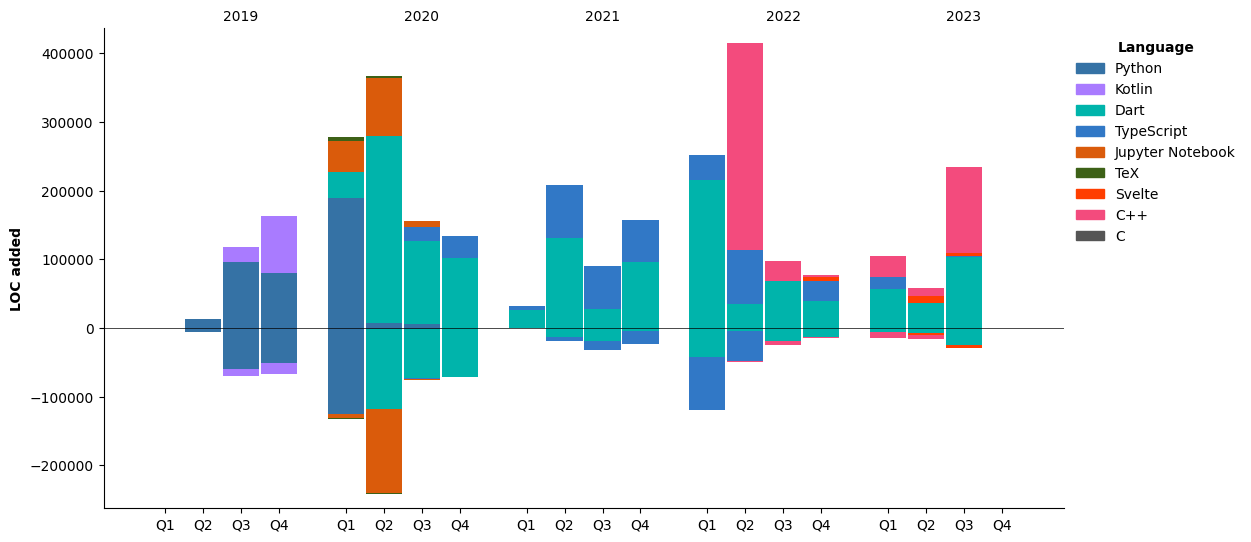 2019 2020 2021 2022 2023
Language
Python
Kotlin
Dart
TypeScript
Jupyter Notebook
TeX
Svelte
C++
C
LOC added
400000
300000
200000
100000
0
−100000
−200000
Q1 Q2 Q3 Q4 Q1 Q2 Q3 Q4 Q1 Q2 Q3 Q4 Q1 Q2 Q3 Q4 Q1 Q2 Q3 Q4